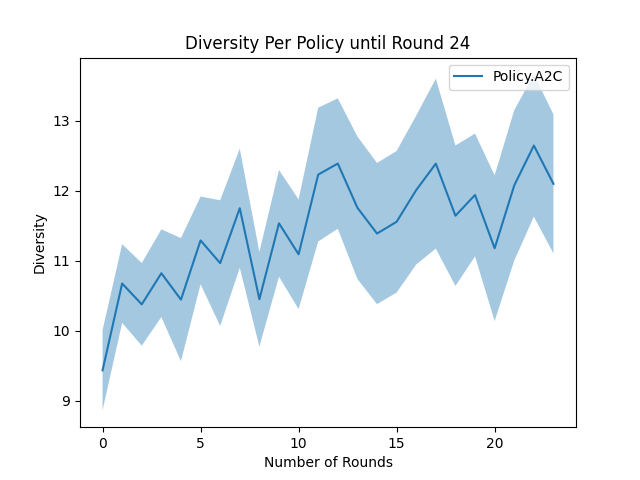 Diversity Per Policy until Round 24
Policy.A2C
Diversity
13
12
11
10
9
0 5 10 15 20
Number of Rounds